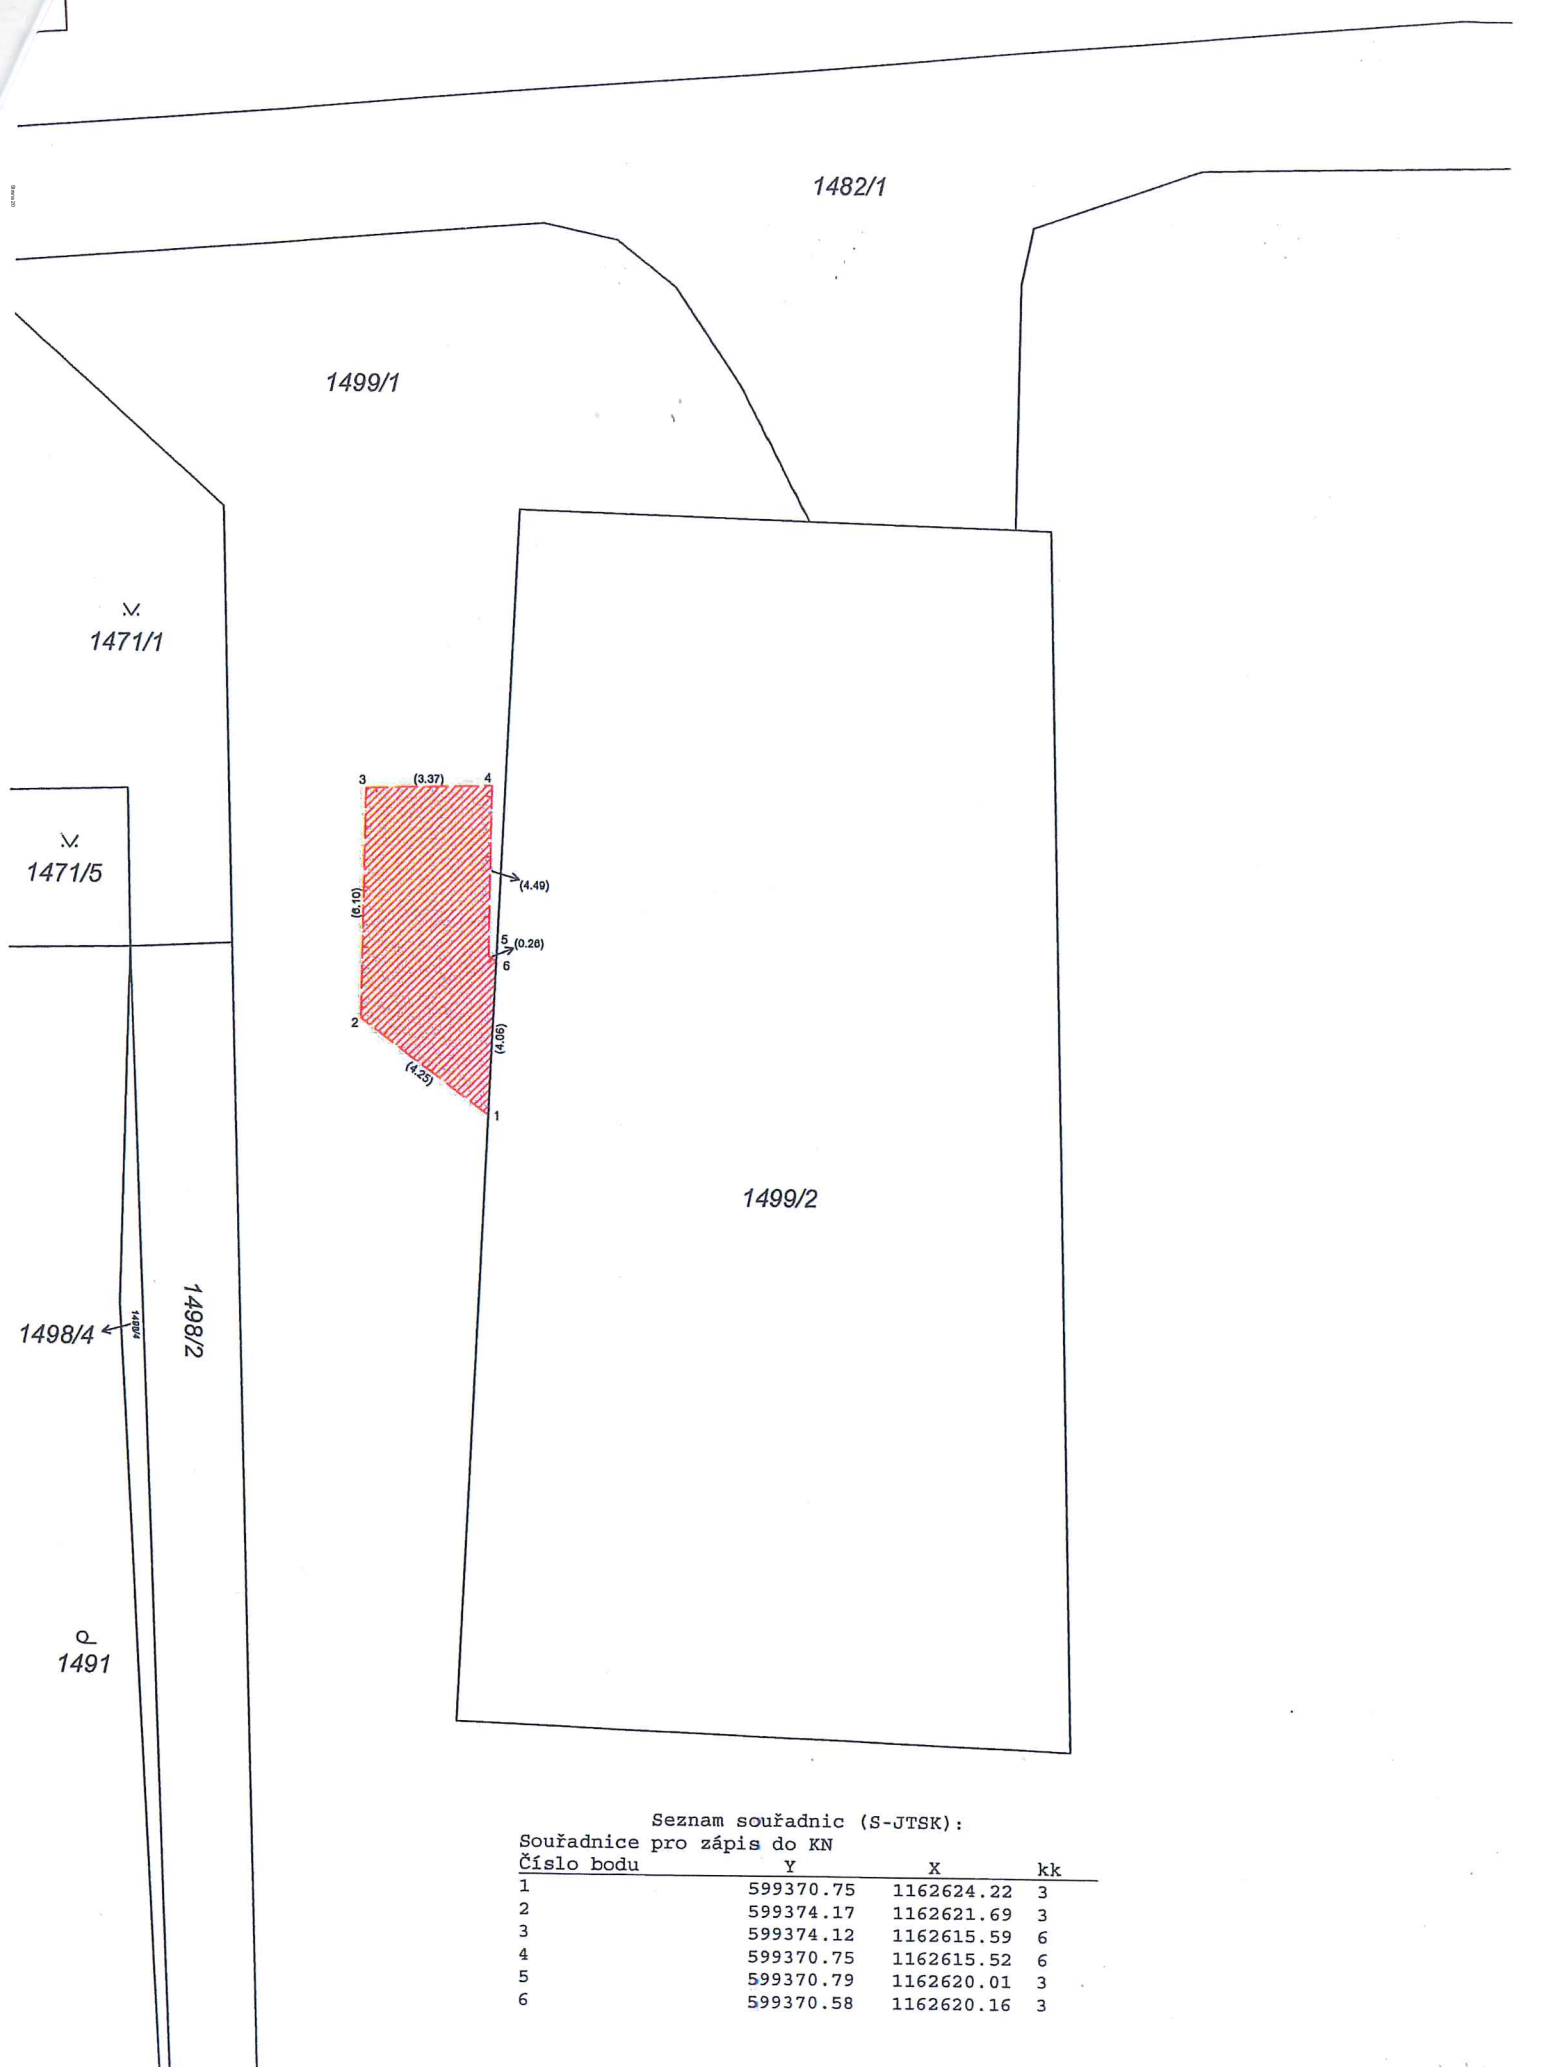 1482/1
1499/1
1471/1
3
(3.37)
4
1471/5
(4.49)
(6.10)
5
(0.26)
6
2
(4.06)
(4.25)
1
1499/2
1498/2
1498/4
1498/4
1491
Seznam souřadnic (S-JTSK):
Souřadnice pro zápis do KN
Číslo bodu Y X kk
1 599370.75 1162624.22 3
2 599374.17 1162621.69 3
3 599374.12 1162615.59 6
4 599370.75 1162615.52 6
5 599370.79 1162620.01 3
6 599370.58 1162620.16 3